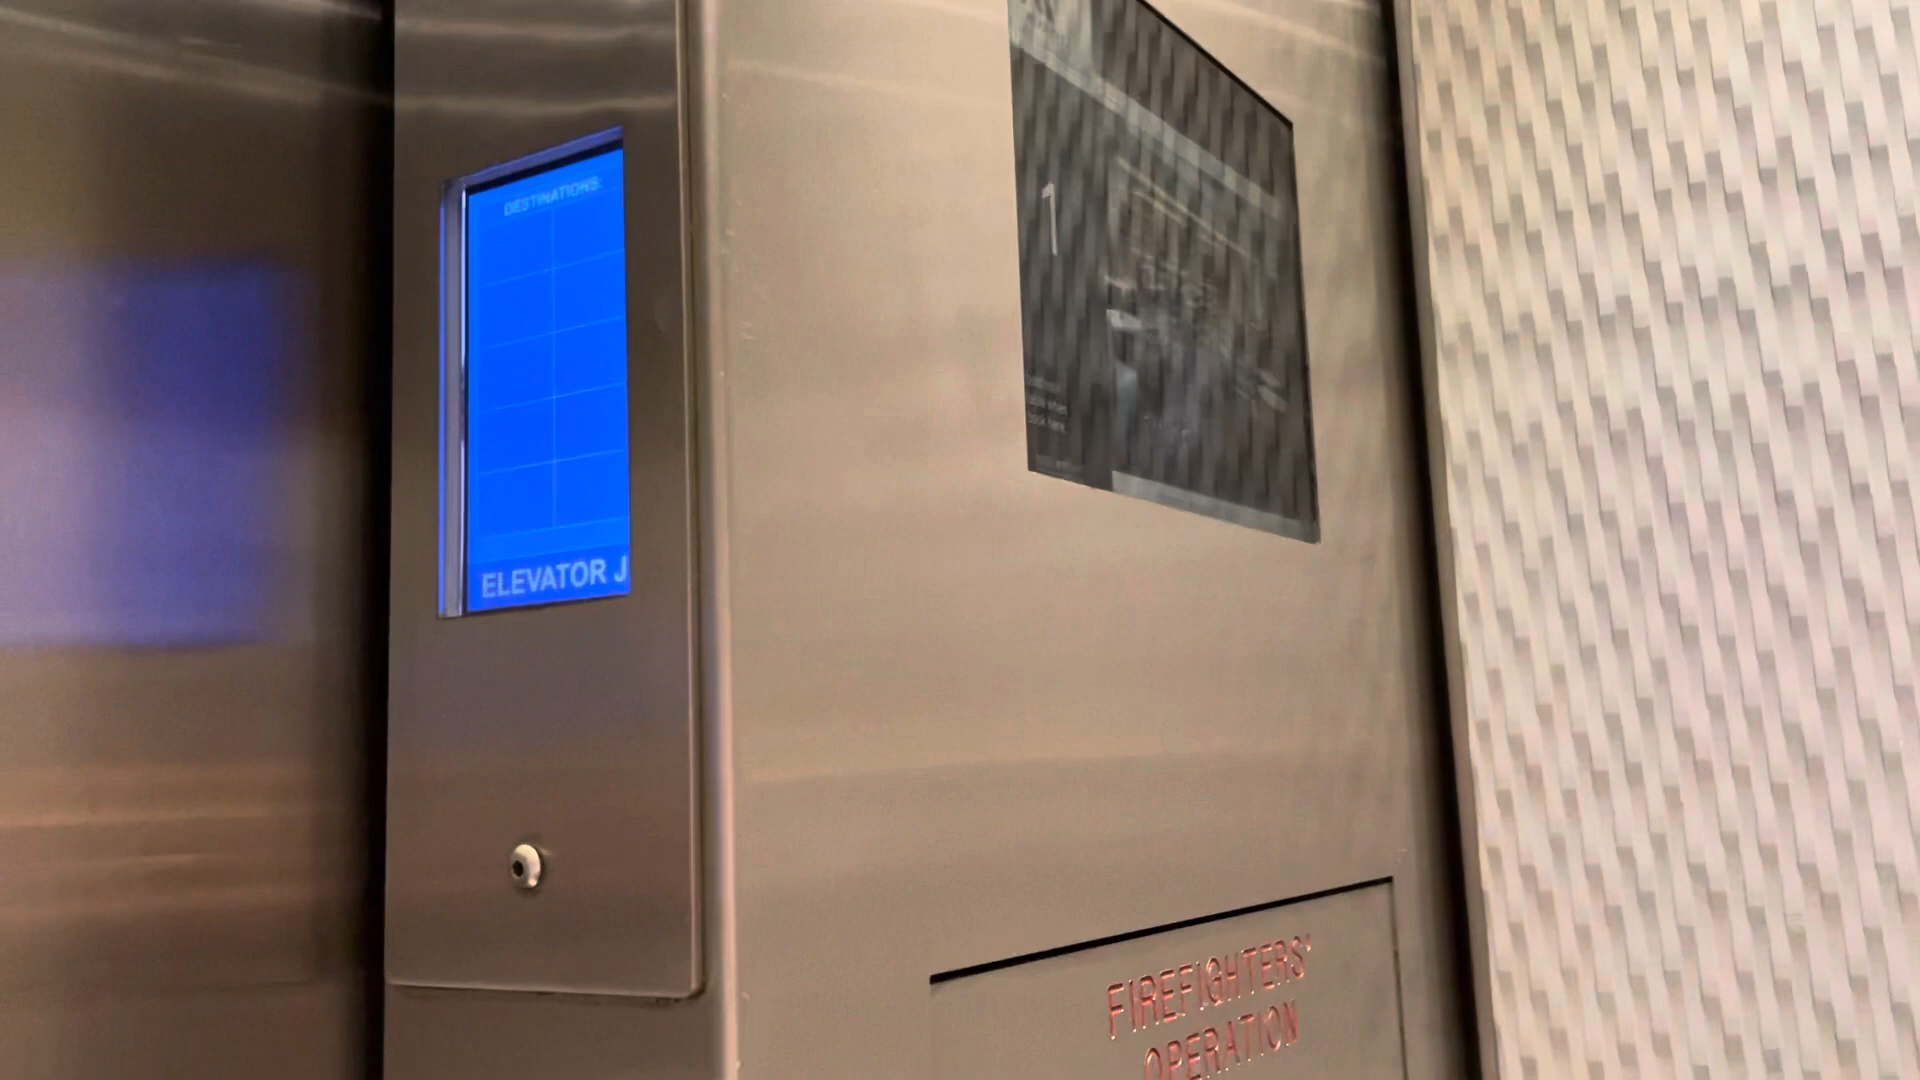 DESTINATIONS:
ELEVATOR J
1
FIREFIGHTERS'
OPERATION